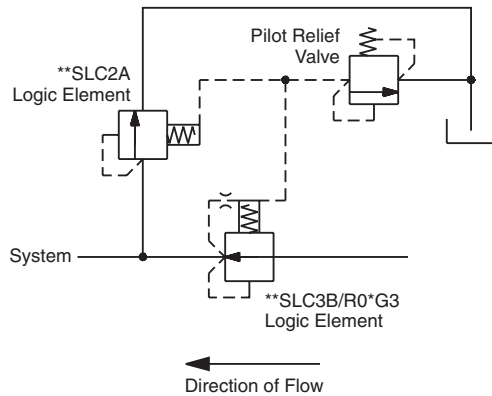 Pilot Relief
Valve
**SLC2A
Logic Element
System
**SLC3B/R0*G3
Logic Element
Direction of Flow